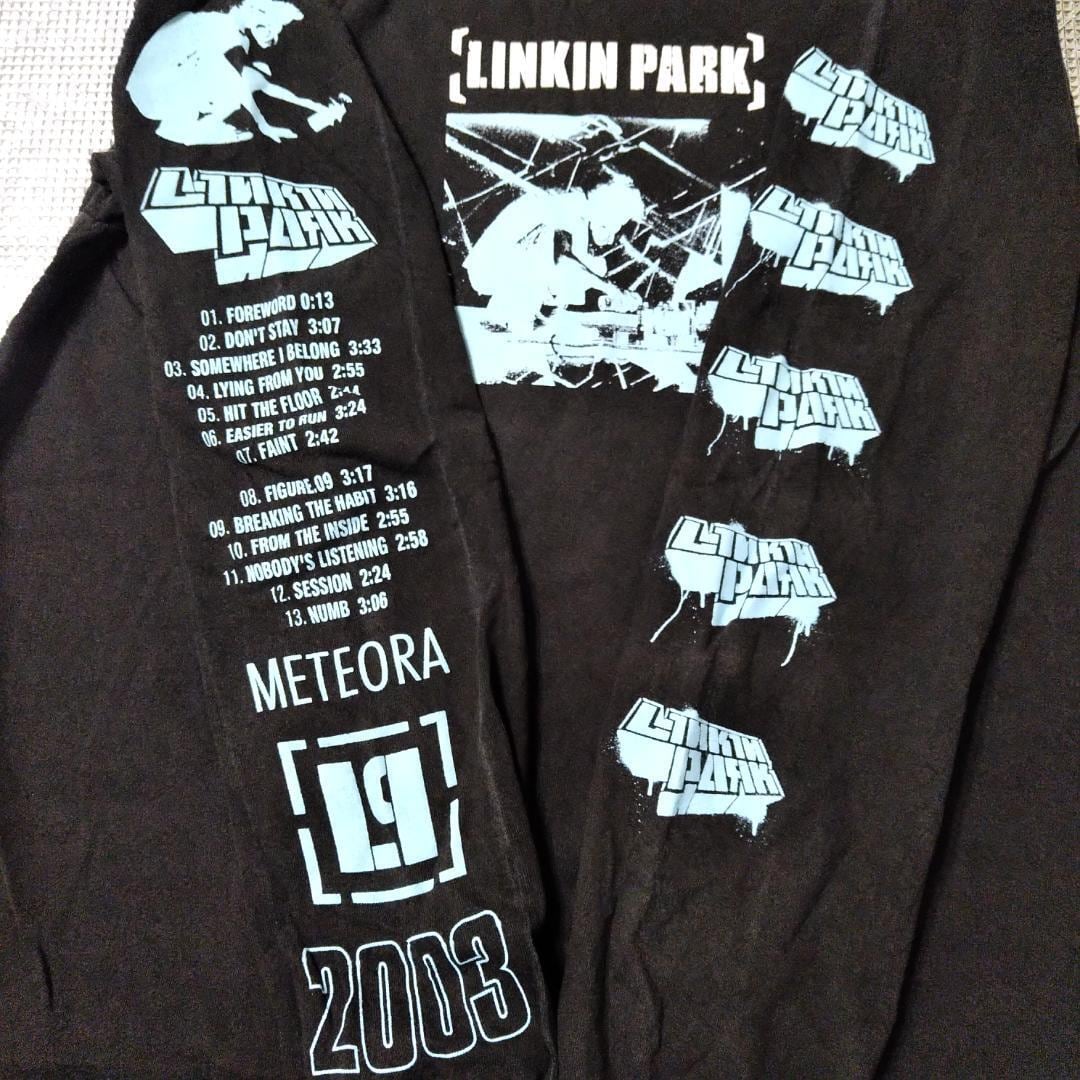 LINKIN
PARK
01. FOREWORD 0:13
02. DON'T STAY 3:07
03. SOMEWHERE I BELONG 3:33
04. LYING FROM YOU 2:55
05. HIT THE FLOOR 2:44
06. EASIER TO RUN 3:24
07. FAINT 2:42
08. FIGURE.09 3:17
09. BREAKING THE HABIT 3:16
10. FROM THE INSIDE 2:55
11. NOBODY'S LISTENING 2:58
12. SESSION 2:24
13. NUMB 3:06
METEORA
LP
2003
[LINKIN PARK]
LINKIN
PARK
LINKIN
PARK
LINKIN
PARK
LINKIN
PARK
LINKIN
PARK